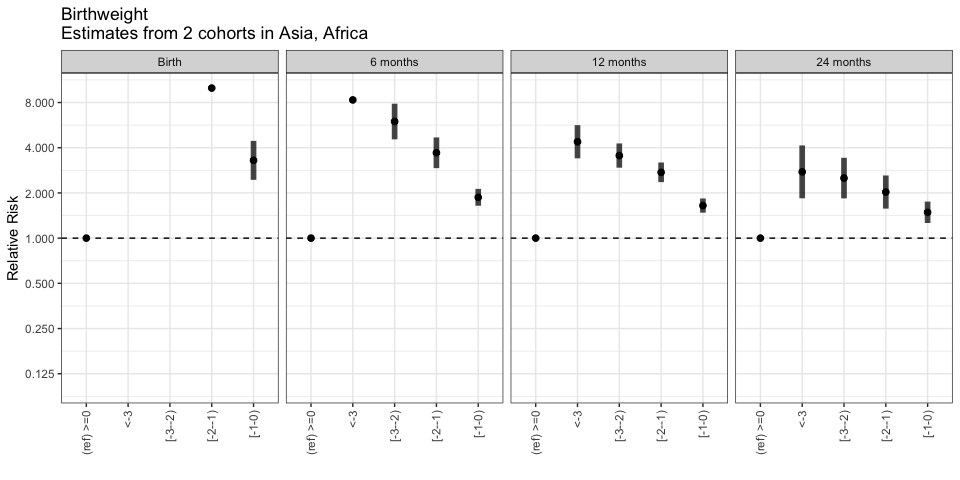 Birthweight
Estimates from 2 cohorts in Asia, Africa
Birth
6 months
12 months
24 months
Relative Risk
8.000
4.000
2.000
1.000
0.500
0.250
0.125
(ref) >=0
<-3
[-3--2)
[-2--1)
[-1-0)
(ref) >=0
<-3
[-3--2)
[-2--1)
[-1-0)
(ref) >=0
<-3
[-3--2)
[-2--1)
[-1-0)
(ref) >=0
<-3
[-3--2)
[-2--1)
[-1-0)